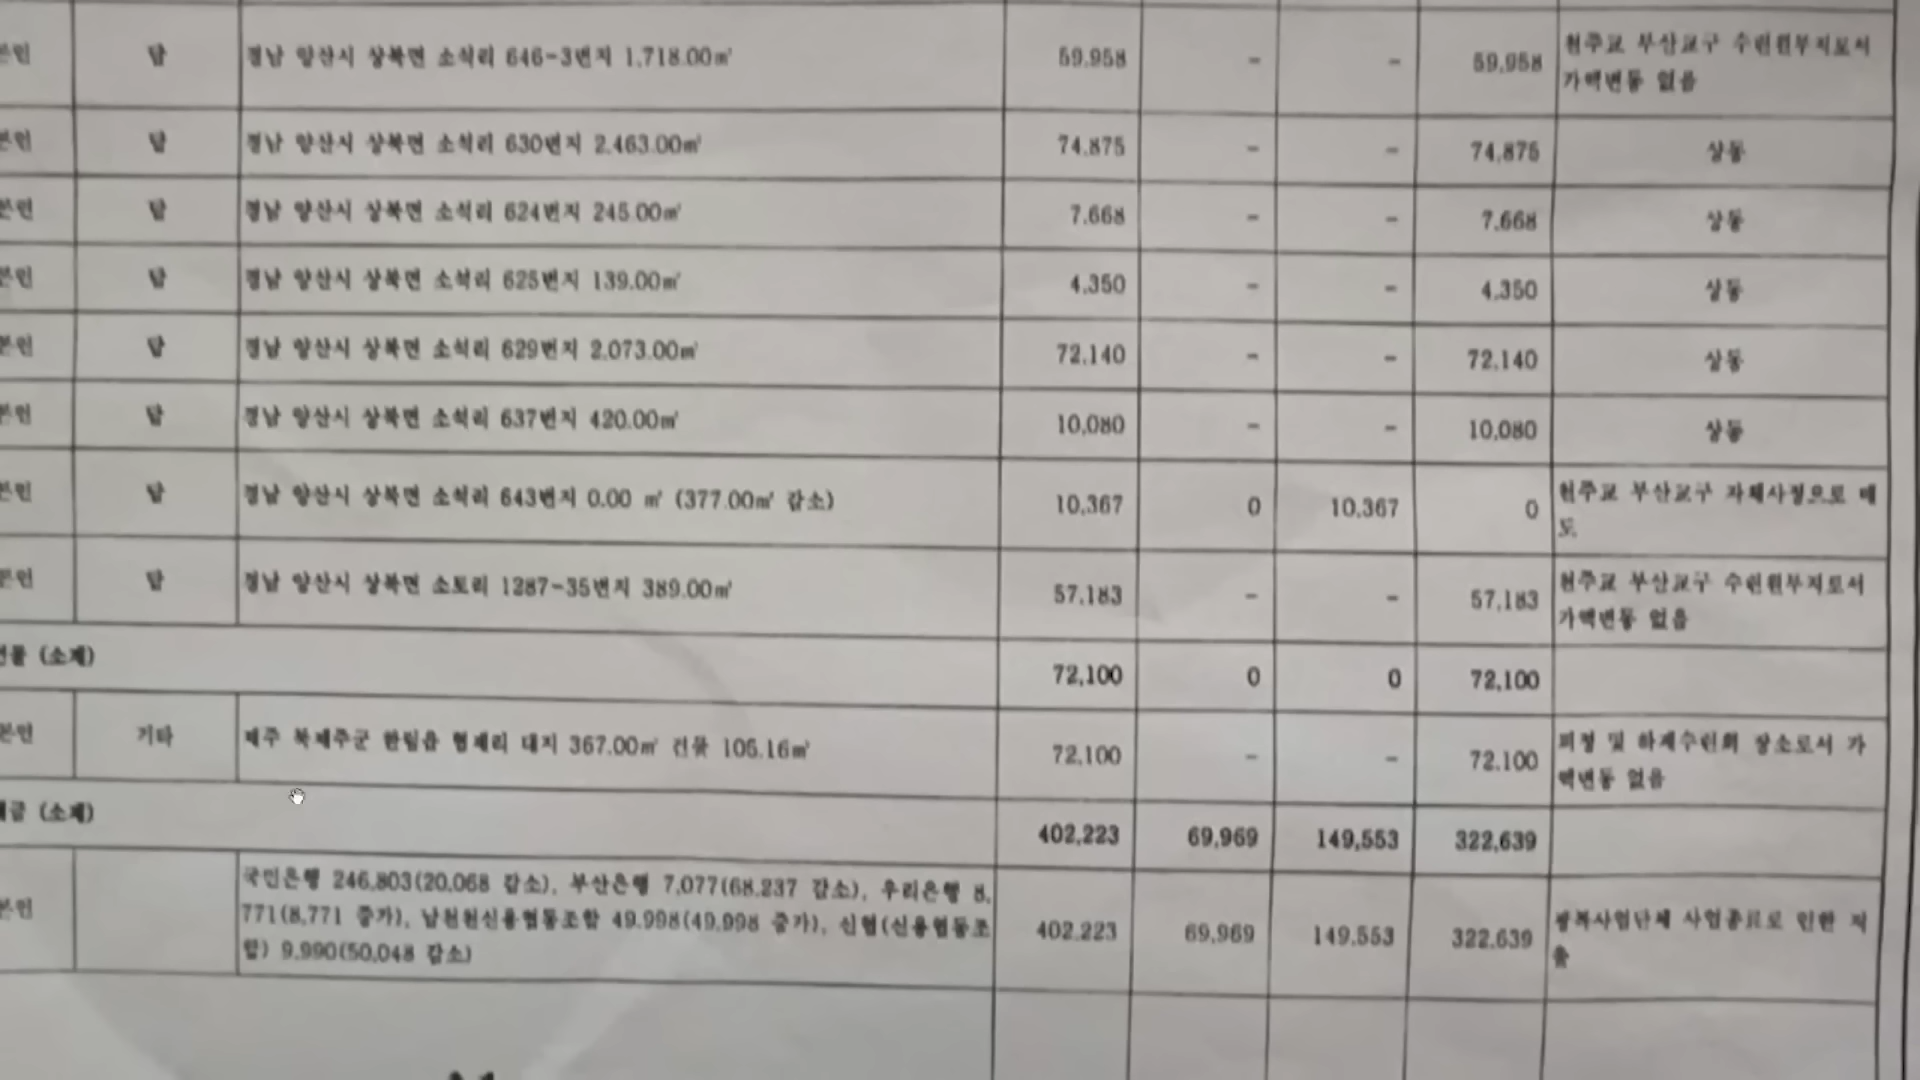 본인 답 경남 양산시 상북면 소석리 646-3번지 1,718.00㎡ 59,958 - - 59,958 천주교 부산교구 수련원부지로서
가액변동 없음
본인 답 경남 양산시 상북면 소석리 630번지 2,463.00㎡ 74,875 - - 74,875 상동
본인 답 경남 양산시 상북면 소석리 624번지 245.00㎡ 7,668 - - 7,668 상동
본인 답 경남 양산시 상북면 소석리 625번지 139.00㎡ 4,350 - - 4,350 상동
본인 답 경남 양산시 상북면 소석리 629번지 2,073.00㎡ 72,140 - - 72,140 상동
본인 답 경남 양산시 상북면 소석리 637번지 420.00㎡ 10,080 - - 10,080 상동
본인 답 경남 양산시 상북면 소석리 643번지 0.00 ㎡ (377.00㎡ 감소) 10,367 0 10,367 0 천주교 부산교구 자체사정으로 매
도
본인 답 경남 양산시 상북면 소토리 1287-35번지 389.00㎡ 57,183 - - 57,183 천주교 부산교구 수련원부지로서
가액변동 없음
건물 (소계) 72,100 0 0 72,100
본인 기타 제주 북제주군 한림읍 협재리 대지 367.00㎡ 건물 105.16㎡ 72,100 - - 72,100 피정 및 하계수련회 장소로서 가
액변동 없음
예금 (소계) 402,223 69,969 149,553 322,639
국민은행 246,803(20,068 감소), 부산은행 7,077(68,237 감소), 우리은행 8,
본인 771(8,771 증가), 남천원신용협동조합 49,998(49,998 증가), 신협(신용협동조 402,223 69,969 149,553 322,639 사업단체 사업종료로 인한 지
합) 9,990(50,048 감소) 출